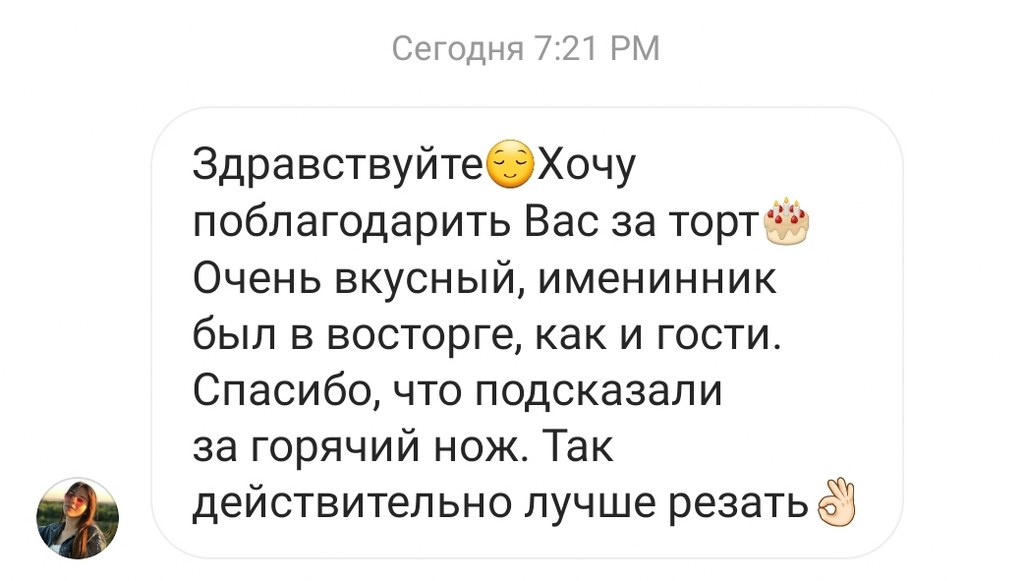 Сегодня 7:21 PM
Здравствуйте😌Хочу
поблагодарить Вас за торт🎂
Очень вкусный, именинник
был в восторге, как и гости.
Спасибо, что подсказали
за горячий нож. Так
действительно лучше резать👌🏻